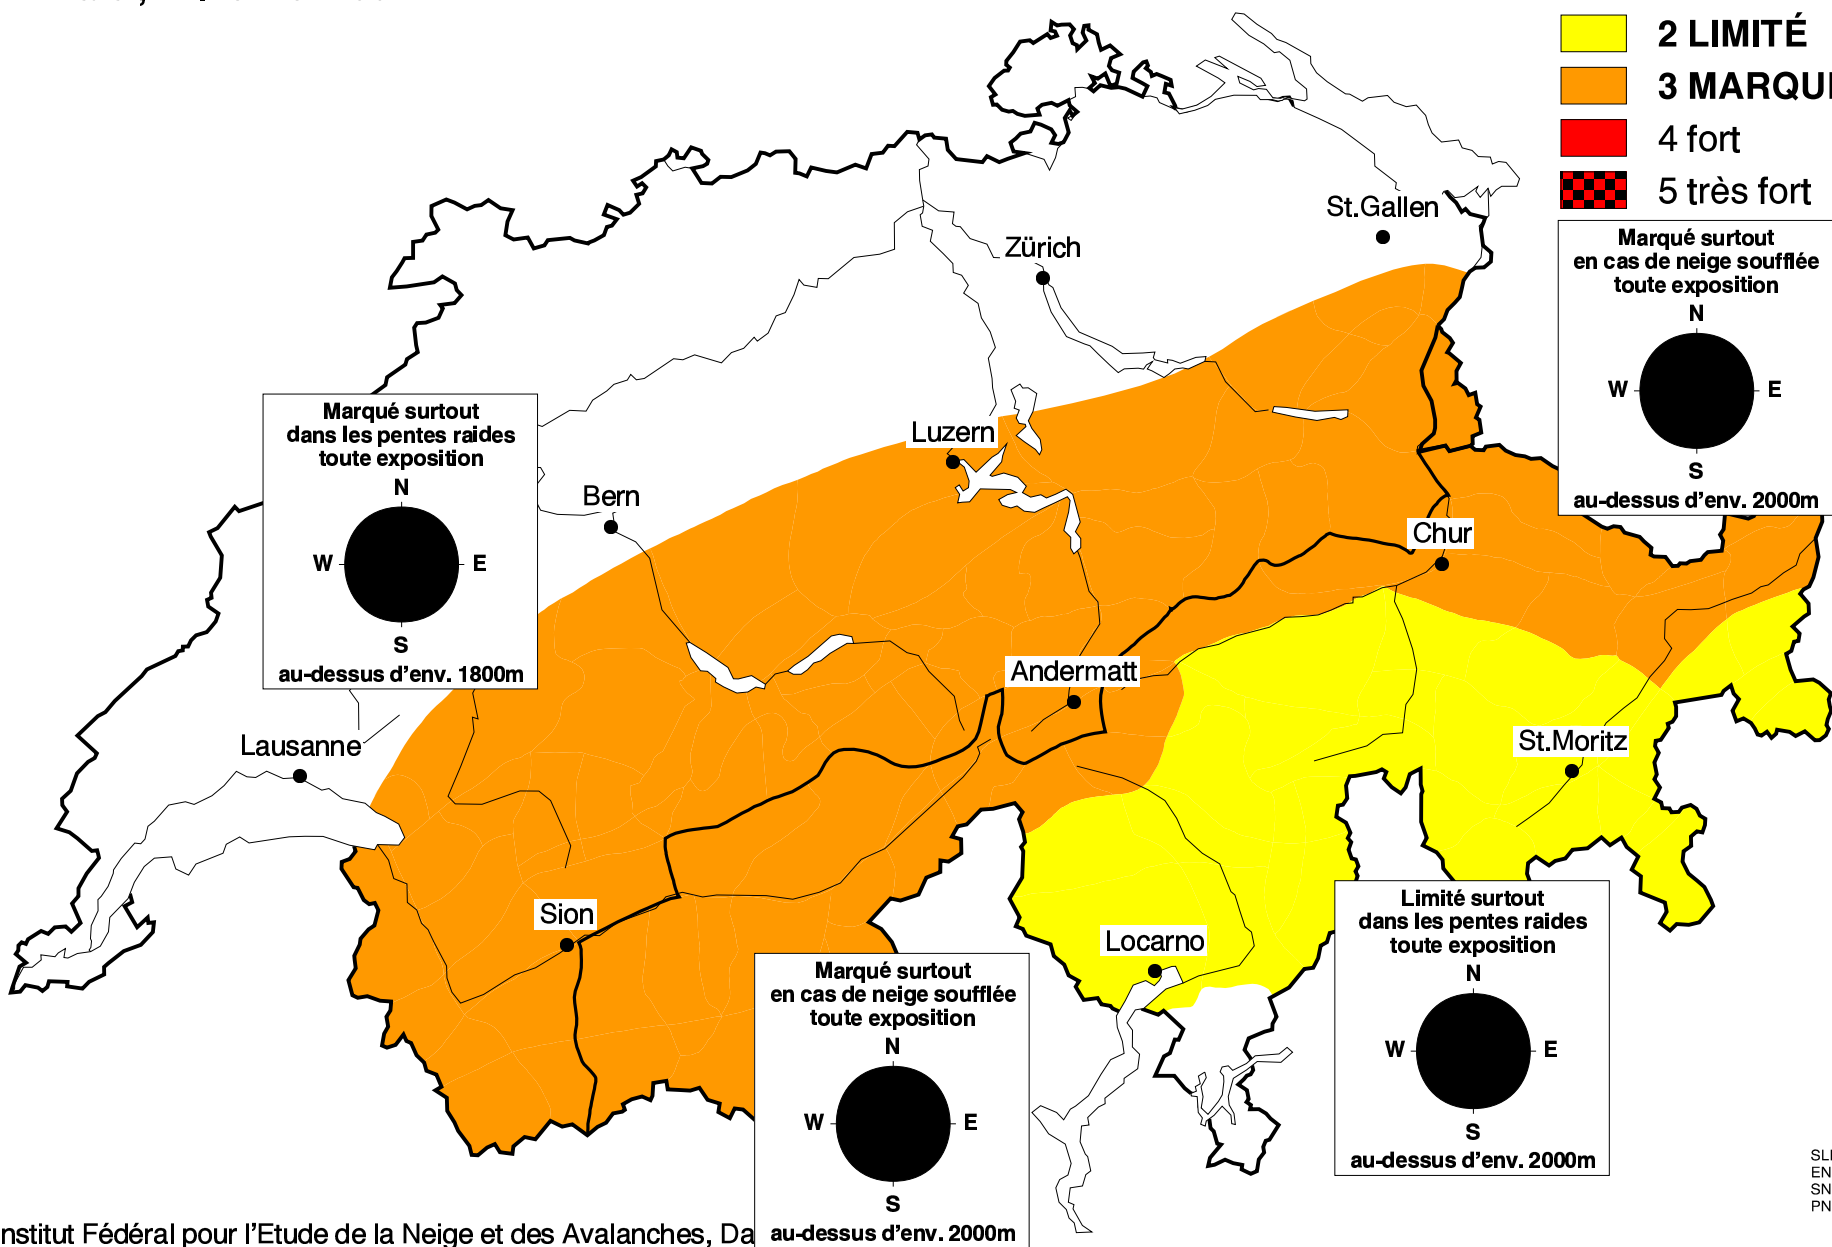 2 LIMITÉ
3 MARQUÉ
4 fort
5 très fort
St.Gallen
Zürich
Marqué surtout
en cas de neige soufflée
toute exposition
N
W E
S
au-dessus d'env. 2000m
Marqué surtout
dans les pentes raides
toute exposition
N
W E
S
au-dessus d'env. 1800m
Luzern
Bern
Chur
Andermatt
Lausanne
St.Moritz
Sion
Locarno
Limité surtout
dans les pentes raides
toute exposition
N
W E
S
au-dessus d'env. 2000m
Marqué surtout
en cas de neige soufflée
toute exposition
N
W E
S
au-dessus d'env. 2000m
EN
SN
PN
nstitut Fédéral pour l'Etude de la Neige et des Avalanches, Da